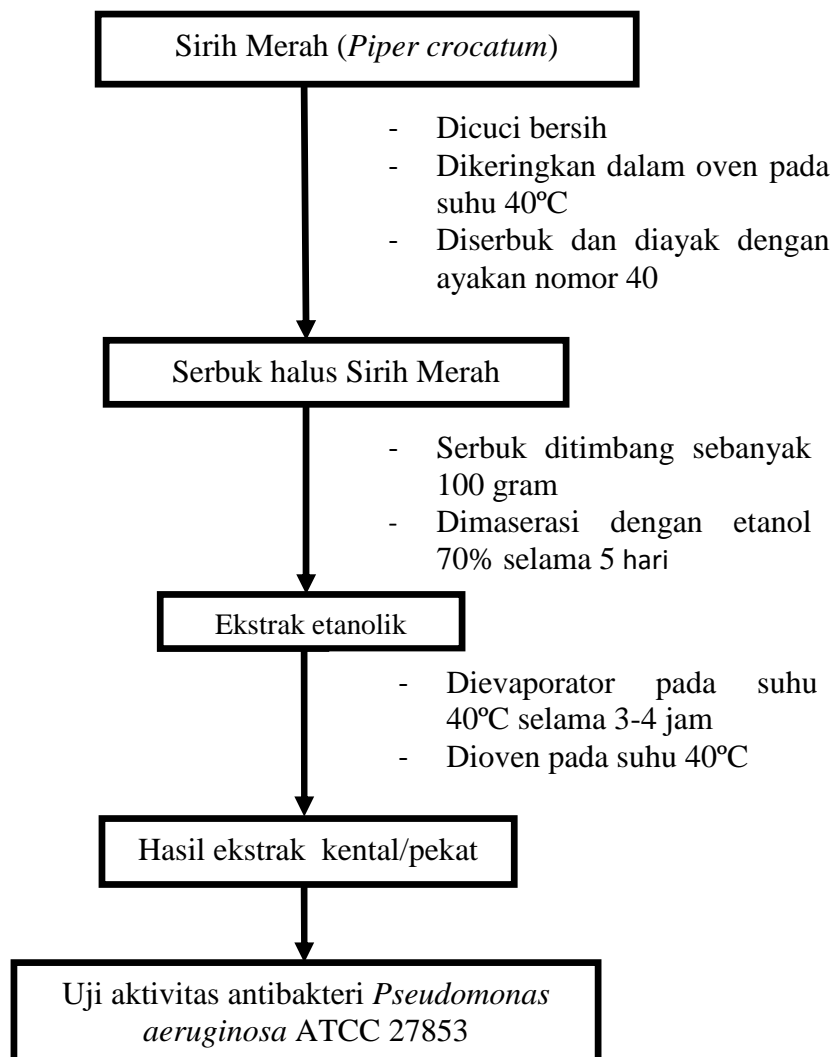 Sirih Merah (Piper crocatum)
- Dicuci bersih
- Dikeringkan dalam oven pada
suhu 40ºC
- Diserbuk dan diayak dengan
ayakan nomor 40
Serbuk halus Sirih Merah
- Serbuk ditimbang sebanyak
100 gram
- Dimaserasi dengan etanol
70% selama 5 hari
Ekstrak etanolik
- Dievaporator pada suhu
40ºC selama 3-4 jam
- Dioven pada suhu 40ºC
Hasil ekstrak kental/pekat
Uji aktivitas antibakteri Pseudomonas
aeruginosa ATCC 27853